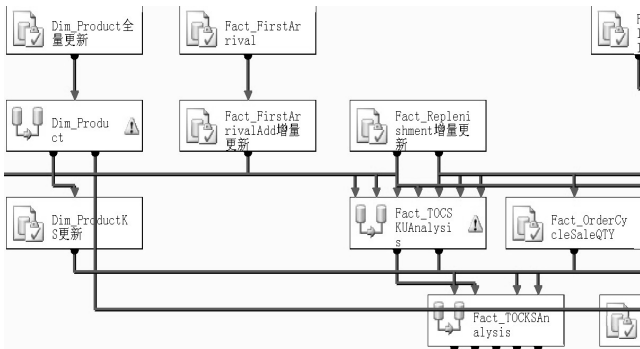 Dim_Product全
量更新
Fact_FirstAr
rival
Dim_Produ
ct
Fact_FirstAr
rivalAdd增量
更新
Fact_Repleni
shment增量更
新
Dim_ProductK
S更新
Fact_TOCS
KUAnalysi
s
Fact_OrderCy
cleSaleQTY
Fact_TOCKSAn
alysis